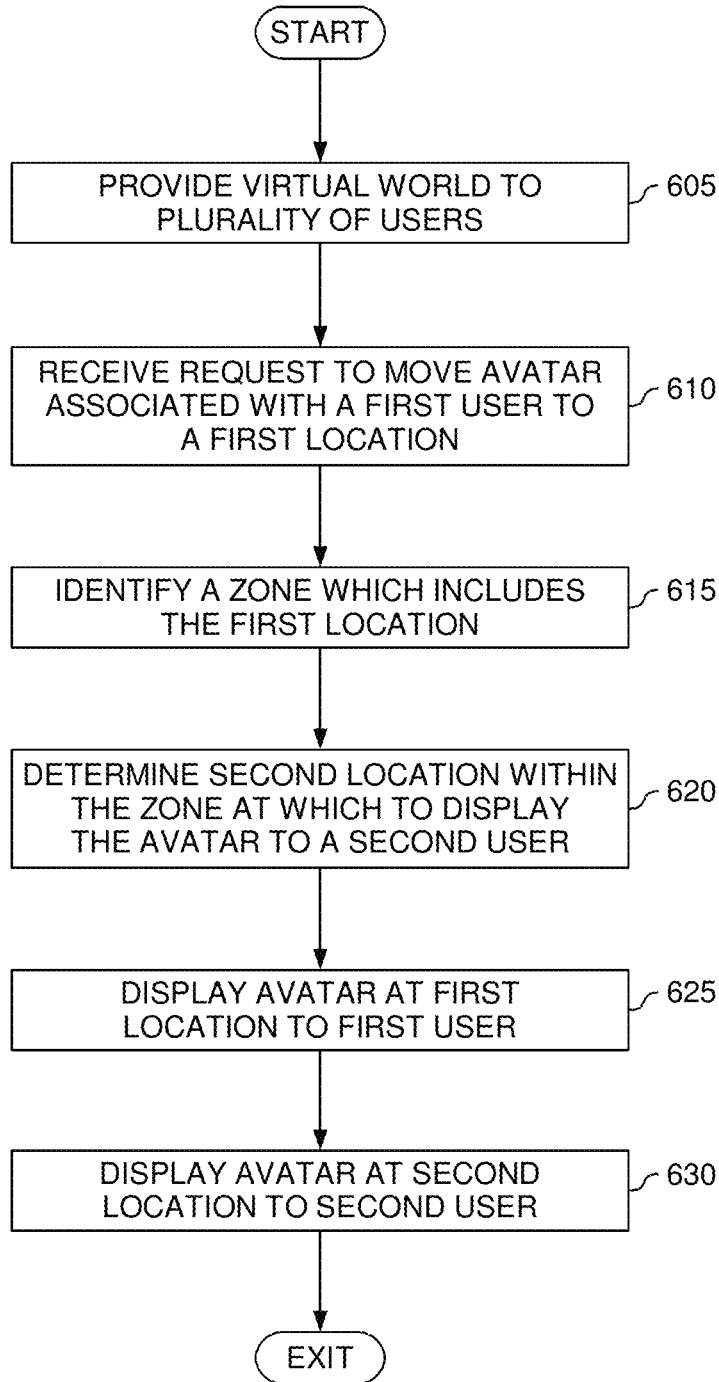 START
PROVIDE VIRTUAL WORLD TO
PLURALITY OF USERS
605
RECEIVE REQUEST TO MOVE AVATAR
ASSOCIATED WITH A FIRST USER TO
A FIRST LOCATION
610
IDENTIFY A ZONE WHICH INCLUDES
THE FIRST LOCATION
615
DETERMINE SECOND LOCATION WITHIN
THE ZONE AT WHICH TO DISPLAY
THE AVATAR TO A SECOND USER
620
DISPLAY AVATAR AT FIRST
LOCATION TO FIRST USER
625
DISPLAY AVATAR AT SECOND
LOCATION TO SECOND USER
630
EXIT